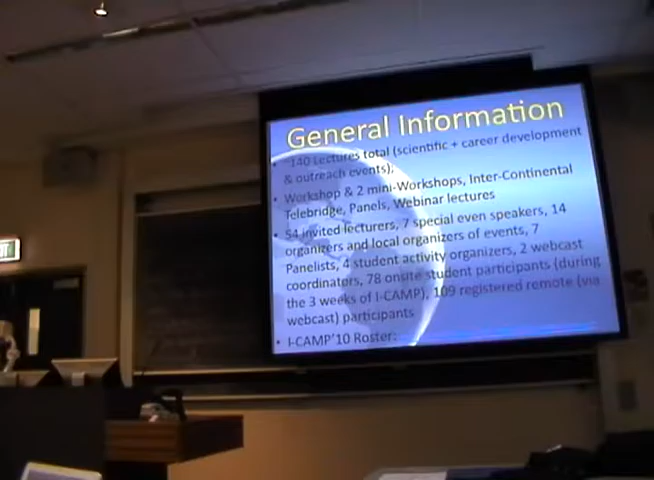 General Information
• 140 Lectures total (scientific + career development
& outreach events),
• Workshop & 2 mini-Workshops, Inter-Continental
Telebridge, Panels, Webinar lectures
• 54 invited lecturers, 7 special even speakers, 14
organizers and local organizers of events, 7
Panelists, 4 student activity organizers, 2 webcast
coordinators, 78 onsite student participants (during
the 3 weeks of I-CAMP), 109 registered remote (via
webcast) participants
• I-CAMP'10 Roster: